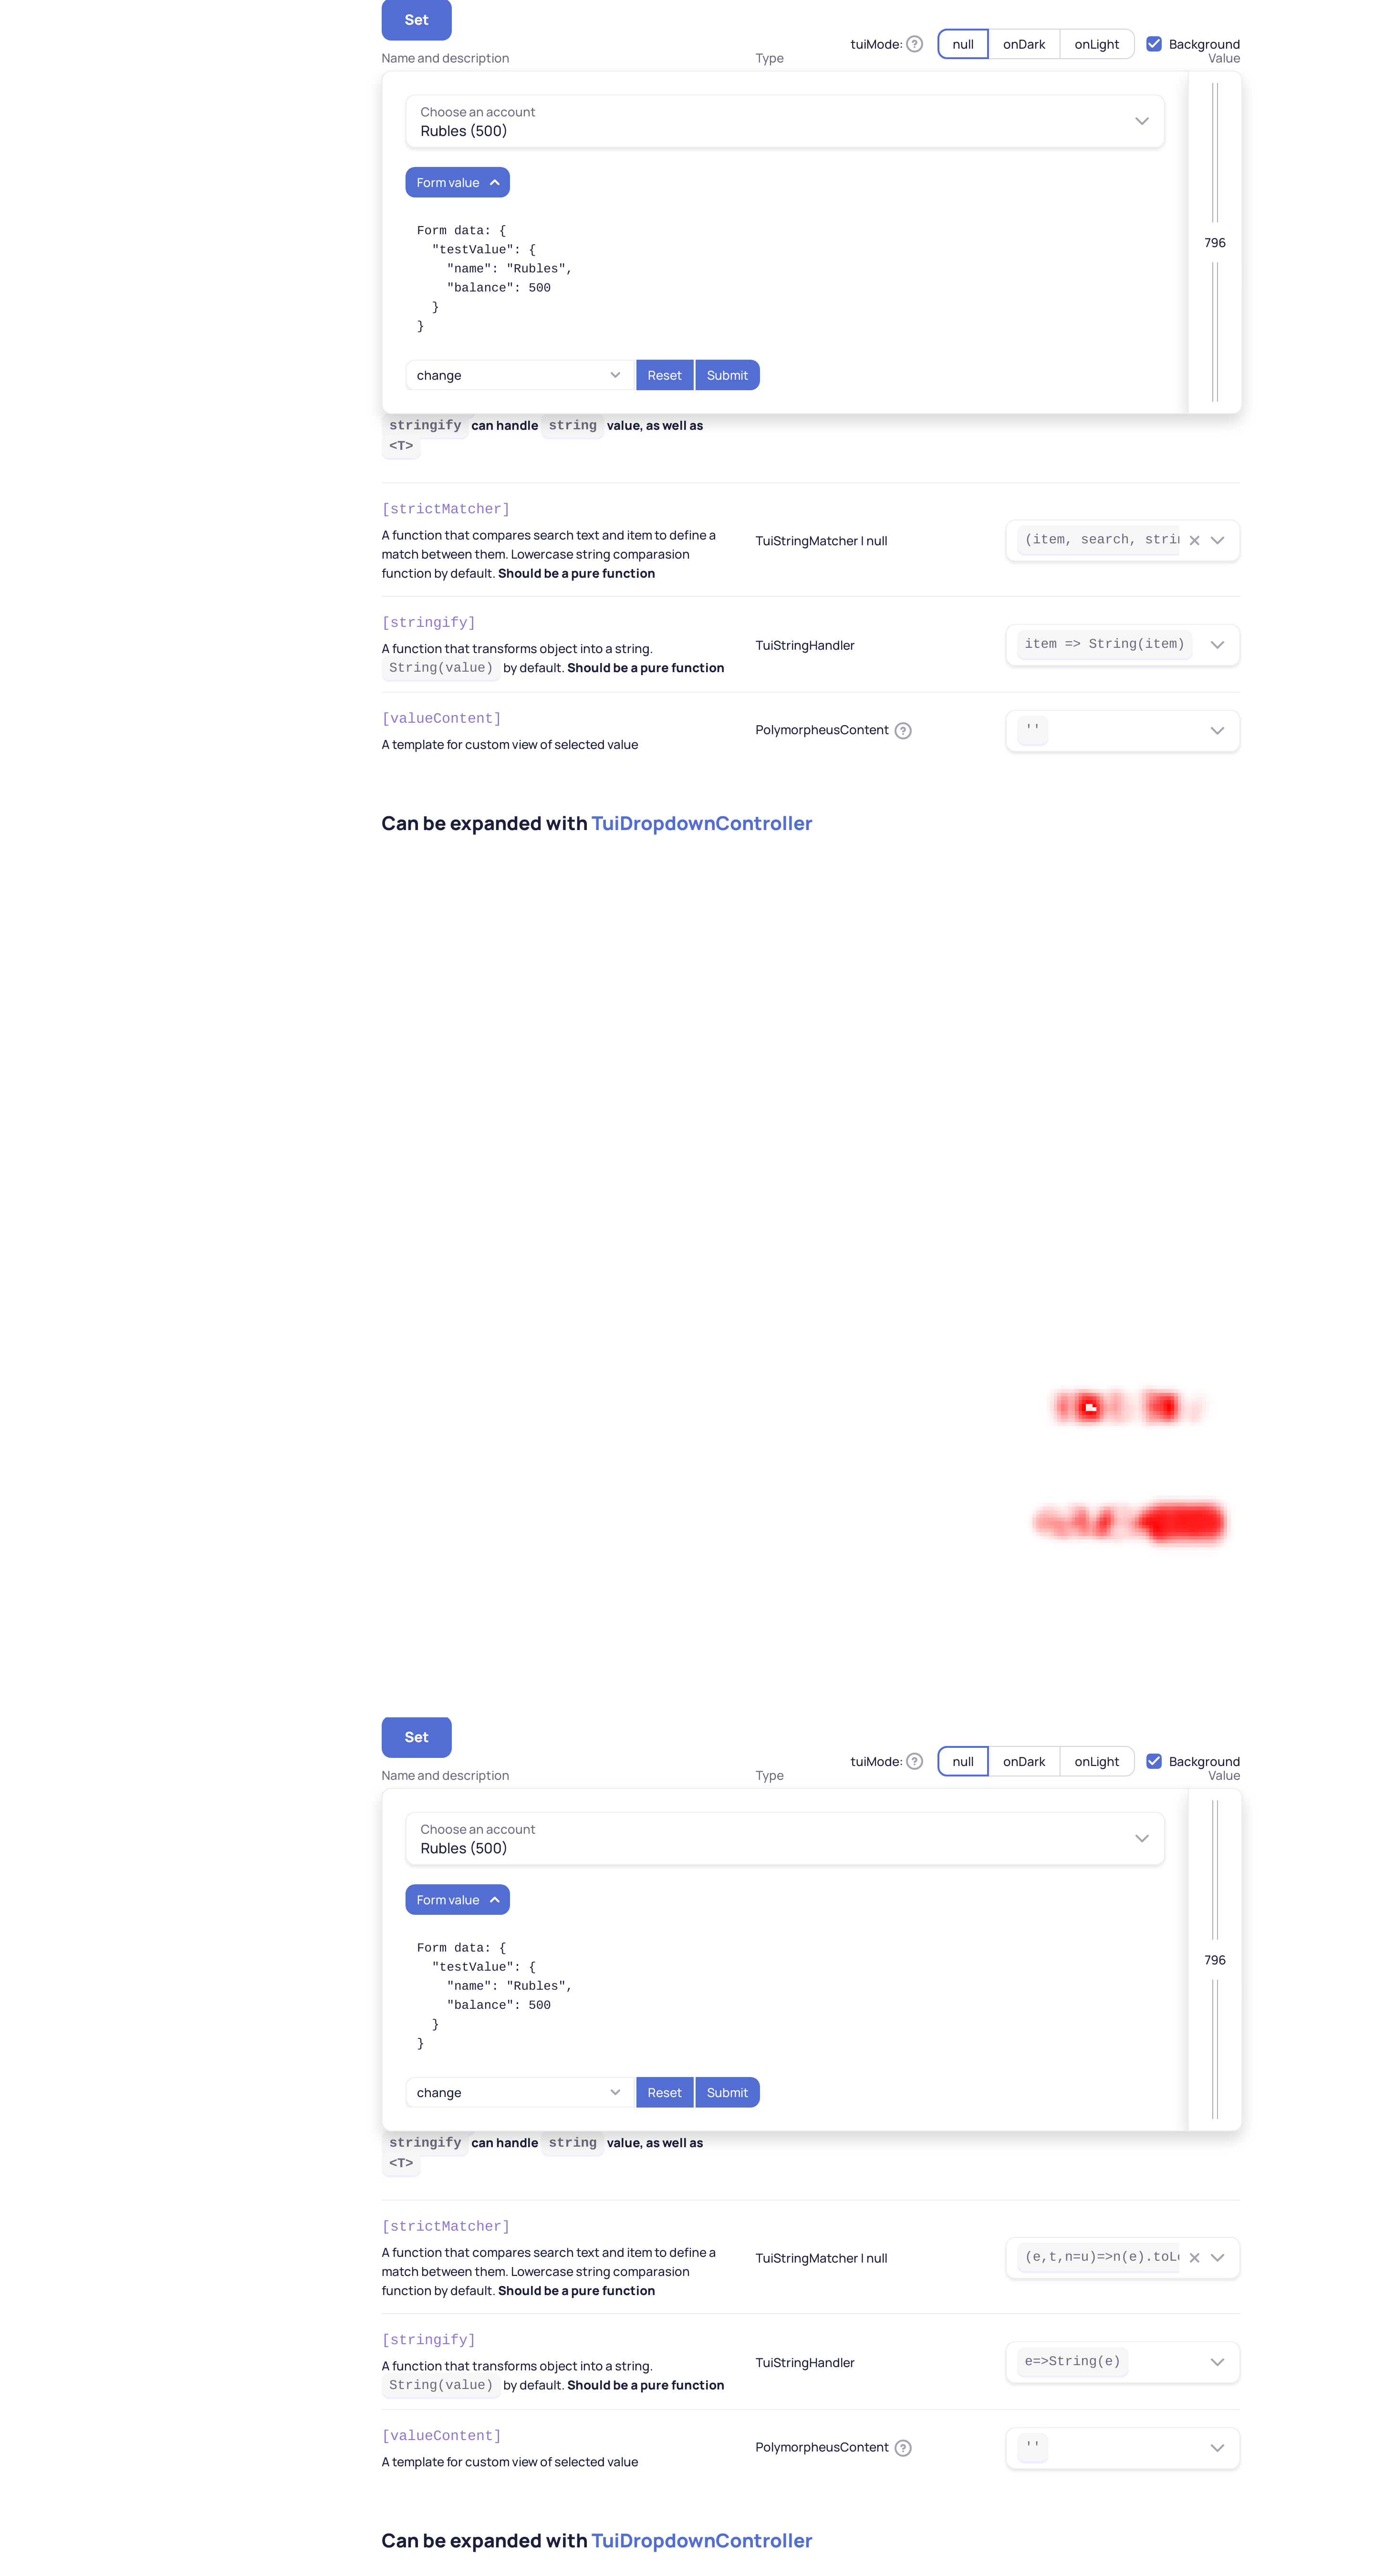 Set
tuiMode: ? null onDark onLight Background
Name and description Type Value
Choose an account
Rubles (500)
Form value
796
Form data: {
"testValue": {
"name": "Rubles",
"balance": 500
}
}
change Reset Submit
stringify can handle string value, as well as
<T>
[strictMatcher]
A function that compares search text and item to define a
match between them. Lowercase string comparasion
function by default. Should be a pure function
TuiStringMatcher | null
(item, search, strin
[stringify]
A function that transforms object into a string.
String(value) by default. Should be a pure function
TuiStringHandler
item => String(item)
[valueContent]
A template for custom view of selected value
PolymorpheusContent ?
''
Can be expanded with TuiDropdownController
Set
tuiMode: ? null onDark onLight Background
Name and description Type Value
Choose an account
Rubles (500)
Form value
796
Form data: {
"testValue": {
"name": "Rubles",
"balance": 500
}
}
change Reset Submit
stringify can handle string value, as well as
<T>
[strictMatcher]
A function that compares search text and item to define a
match between them. Lowercase string comparasion
function by default. Should be a pure function
TuiStringMatcher | null
(e,t,n=u)=>n(e).toLo
[stringify]
A function that transforms object into a string.
String(value) by default. Should be a pure function
TuiStringHandler
e=>String(e)
[valueContent]
A template for custom view of selected value
PolymorpheusContent ?
''
Can be expanded with TuiDropdownController